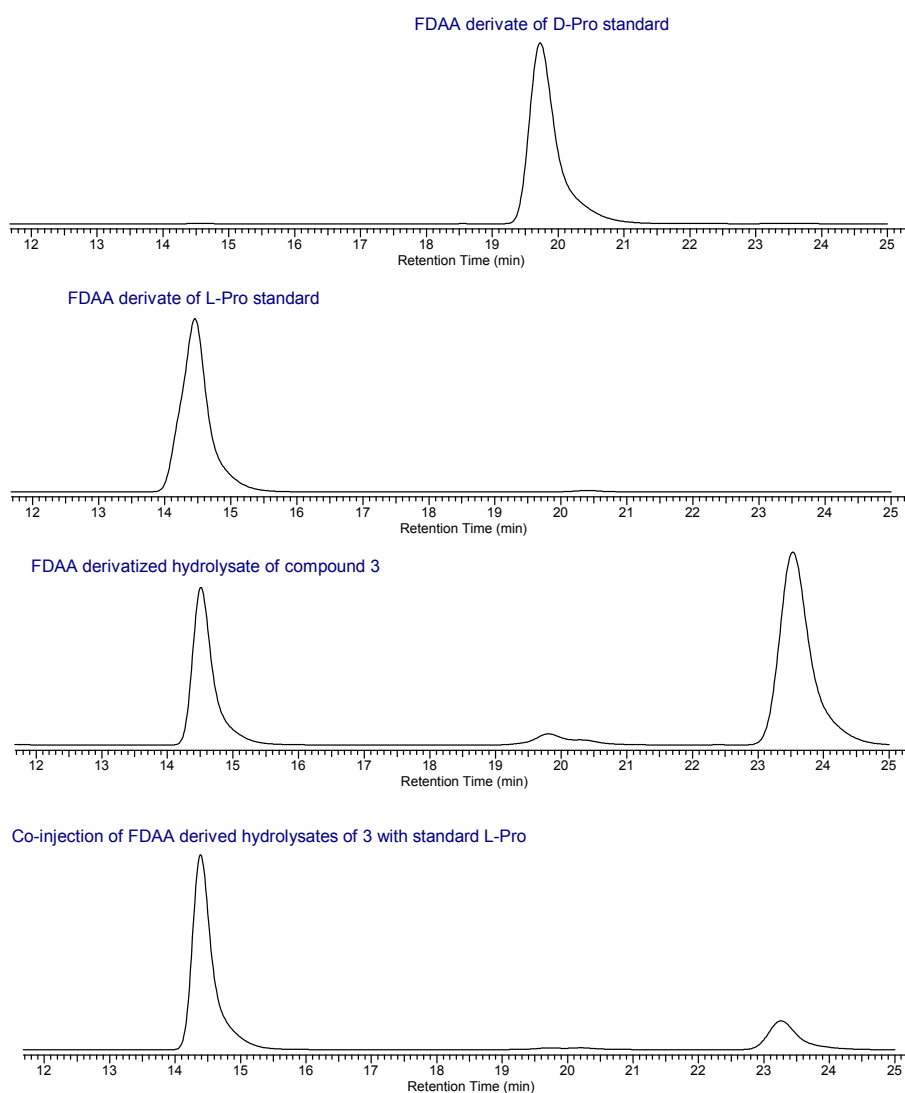 FDAA derivate of D-Pro standard
12 13 14 15 16 17 18 19 20 21 22 23 24 25
Retention Time (min)
FDAA derivate of L-Pro standard
12 13 14 15 16 17 18 19 20 21 22 23 24 25
Retention Time (min)
FDAA derivatized hydrolysate of compound 3
12 13 14 15 16 17 18 19 20 21 22 23 24 25
Retention Time (min)
Co-injection of FDAA derived hydrolysates of 3 with standard L-Pro
12 13 14 15 16 17 18 19 20 21 22 23 24 25
Retention Time (min)